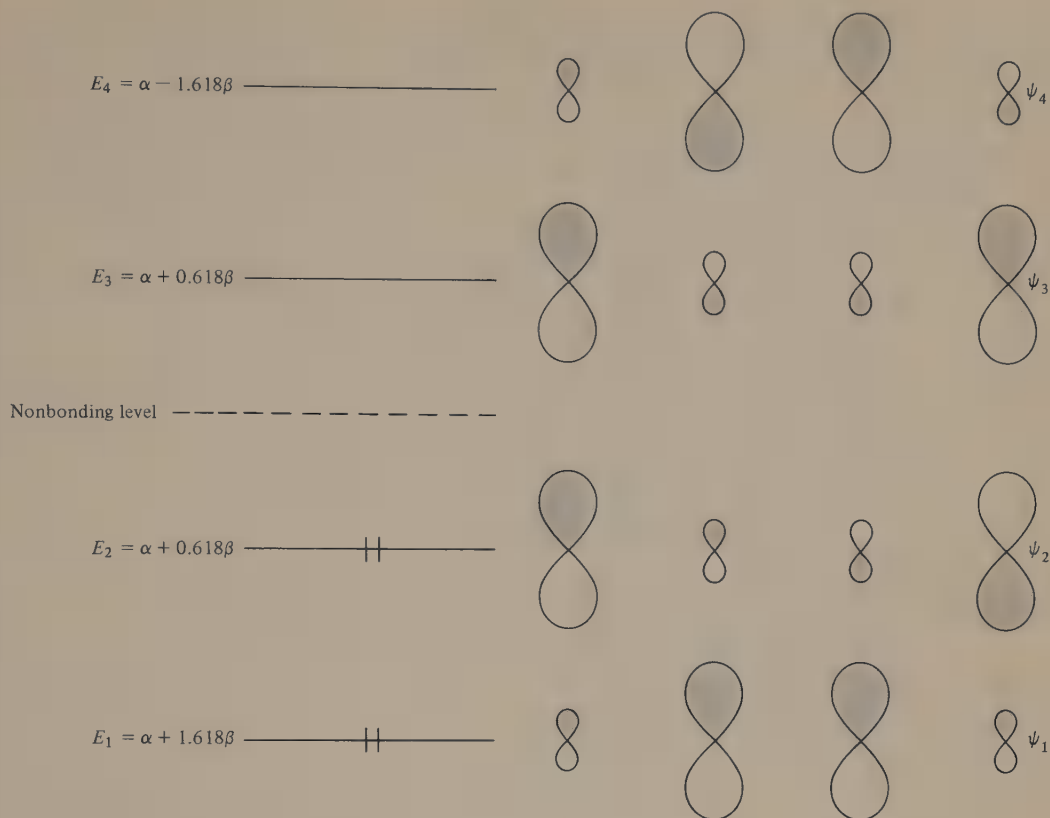 E₄ = α − 1.618β
ψ₄
E₃ = α + 0.618β
ψ₃
Nonbonding level
E₂ = α + 0.618β
ψ₂
E₁ = α + 1.618β
ψ₁